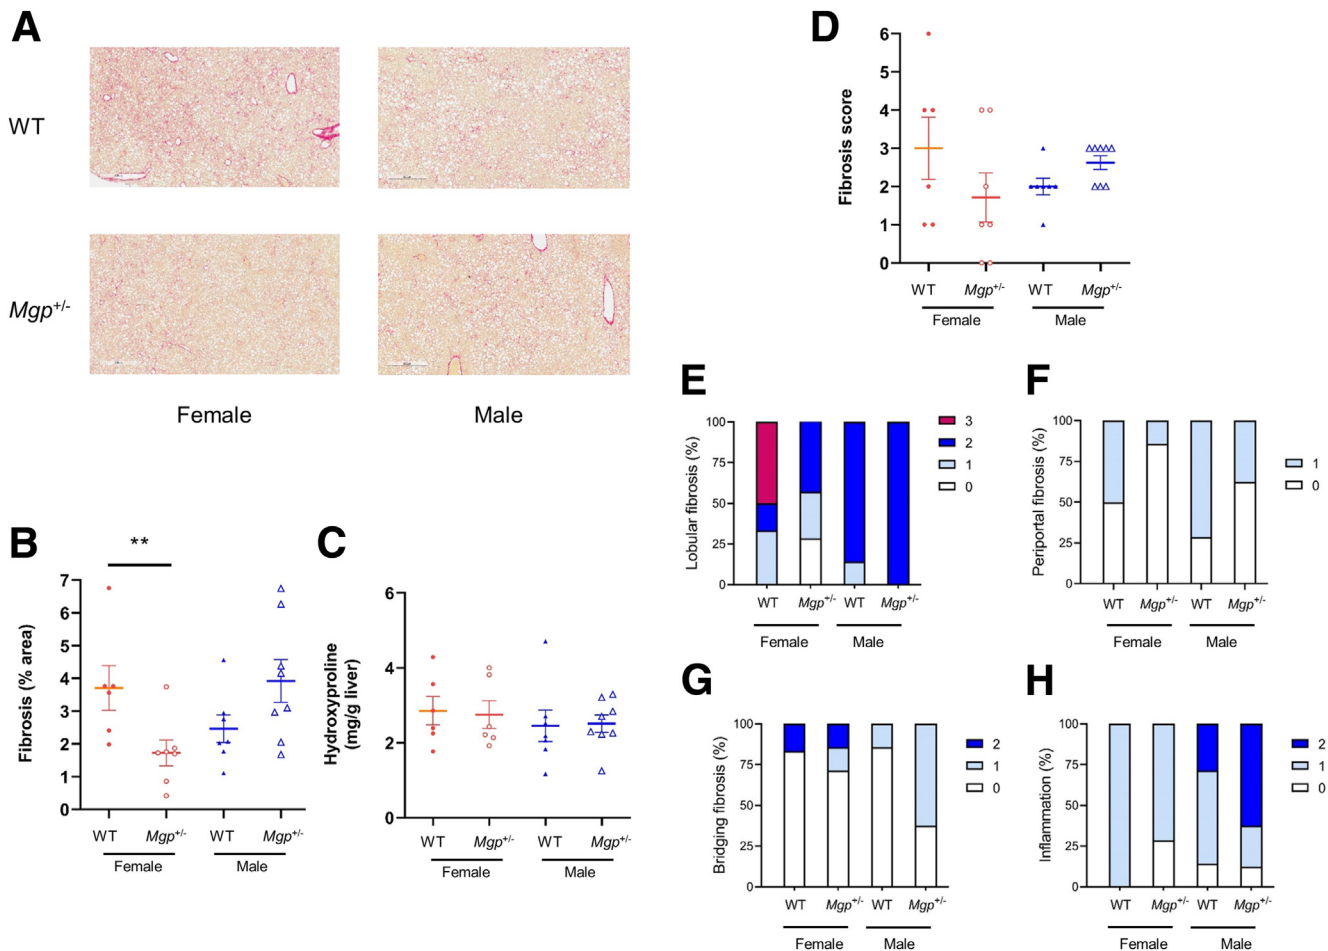 A
WT
Mgp+/-
Female
Male
B
**
Fibrosis (% area)
7
6
5
4
3
2
1
0
WT
Mgp+/-
WT
Mgp+/-
Female
Male
C
Hydroxyproline
(mg/g liver)
6
4
2
0
WT
Mgp+/-
WT
Mgp+/-
Female
Male
D
Fibrosis score
6
5
4
3
2
1
0
WT
Mgp+/-
WT
Mgp+/-
Female
Male
E
Lobular fibrosis (%)
100
75
50
25
0
3
2
1
0
WT
Mgp+/-
WT
Mgp+/-
Female
Male
F
Periportal fibrosis (%)
100
75
50
25
0
1
0
WT
Mgp+/-
WT
Mgp+/-
Female
Male
G
Bridging fibrosis (%)
100
75
50
25
0
2
1
0
WT
Mgp+/-
WT
Mgp+/-
Female
Male
H
Inflammation (%)
100
75
50
25
0
2
1
0
WT
Mgp+/-
WT
Mgp+/-
Female
Male